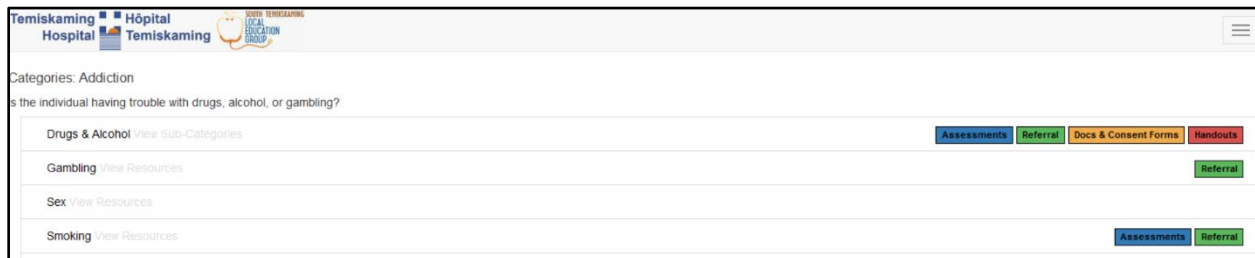 Temiskaming Hôpital
Hospital Temiskaming
SOUTH TEMISKAMING
LOCAL
EDUCATION
GROUP
Categories: Addiction
s the individual having trouble with drugs, alcohol, or gambling?
Drugs & Alcohol View Sub-Categories Assessments Referral Docs & Consent Forms Handouts
Gambling View Resources Referral
Sex View Resources
Smoking View Resources Assessments Referral